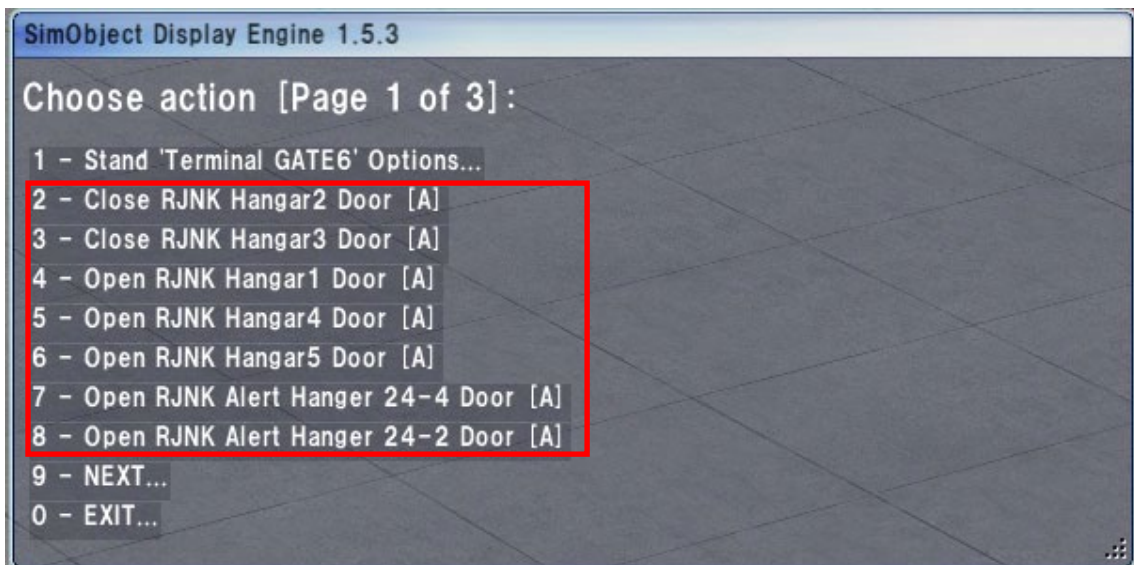 SimObject Display Engine 1.5.3
Choose action [Page 1 of 3]:
1 - Stand 'Terminal GATE6' Options...
2 - Close RJNK Hangar2 Door [A]
3 - Close RJNK Hangar3 Door [A]
4 - Open RJNK Hangar1 Door [A]
5 - Open RJNK Hangar4 Door [A]
6 - Open RJNK Hangar5 Door [A]
7 - Open RJNK Alert Hanger 24-4 Door [A]
8 - Open RJNK Alert Hanger 24-2 Door [A]
9 - NEXT...
0 - EXIT...